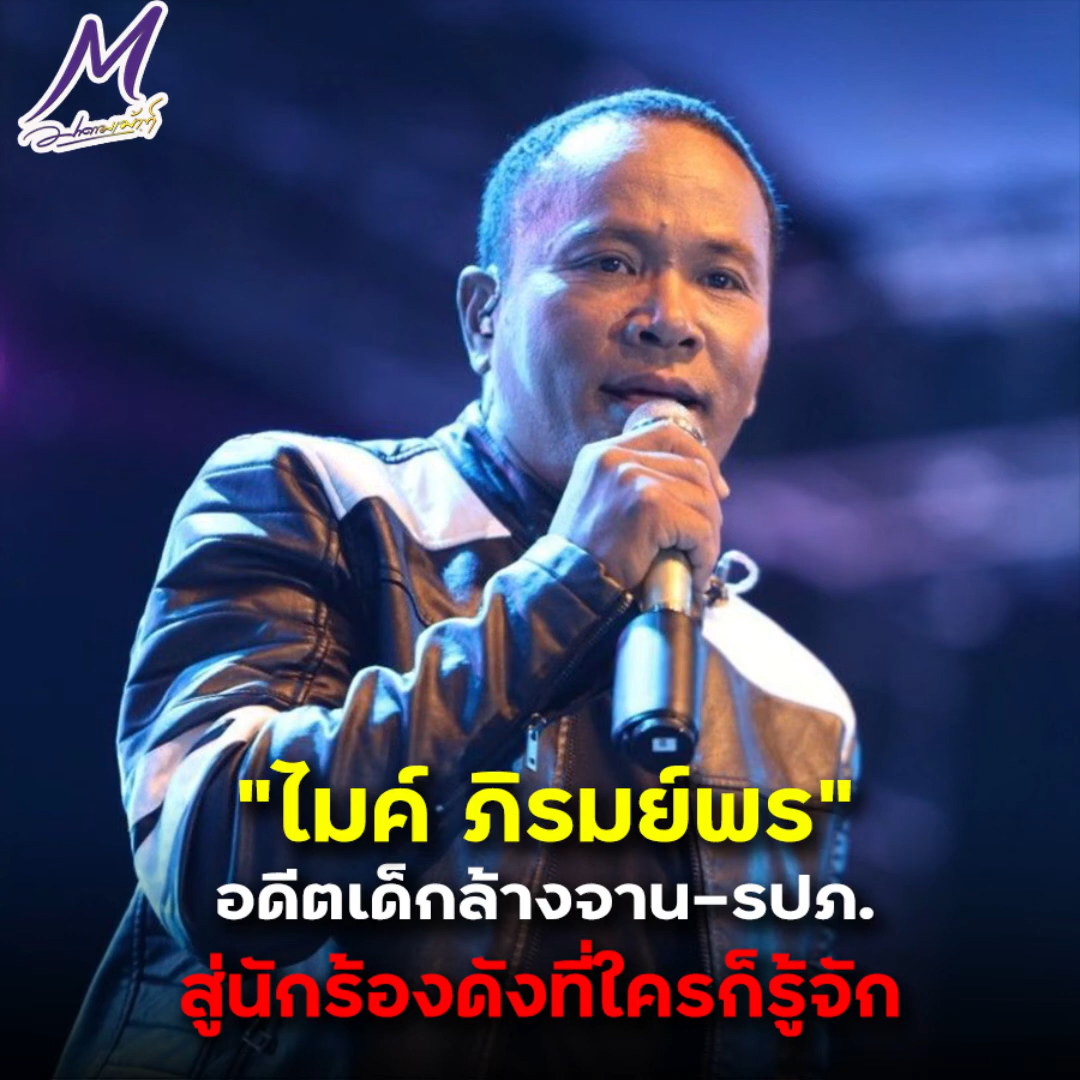 M
"ไมค์ ภิรมย์พร"
อดีตเด็กล้างจาน-รปภ.
สู่นักร้องดังที่ใครก็รู้จัก